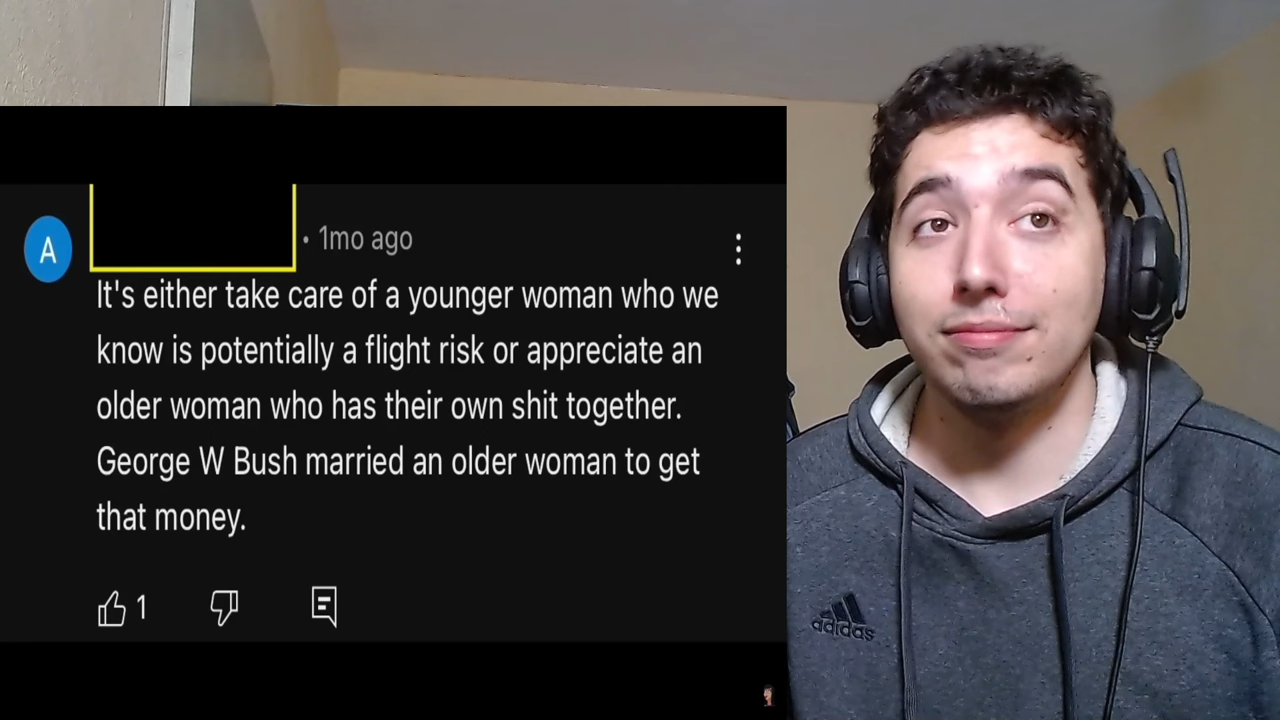 A
• 1mo ago
It's either take care of a younger woman who we
know is potentially a flight risk or appreciate an
older woman who has their own shit together.
George W Bush married an older woman to get
that money.
1
adidas